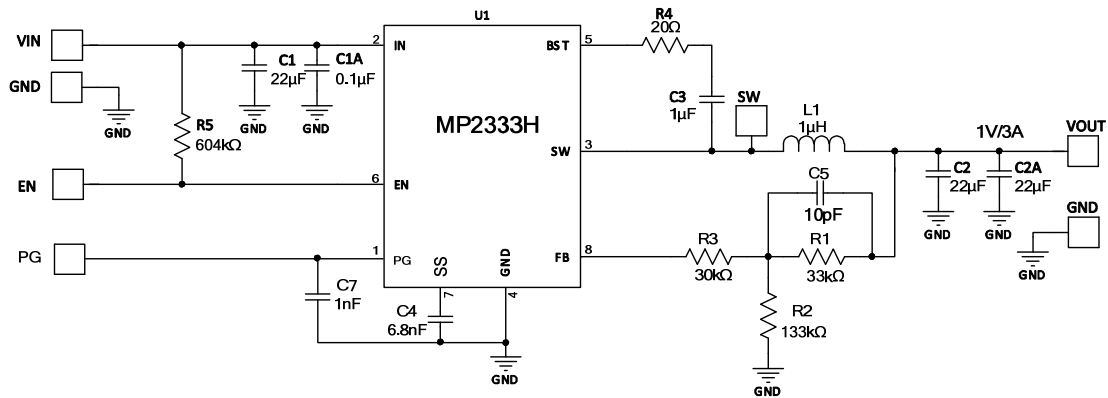 U1
VIN
GND
GND
R5
604kΩ
C1
22µF
GND
C1A
0.1µF
GND
EN
PG
C7
1nF
2
IN
6
EN
1
PG
MP2333H
SS
7
GND
4
BST
5
SW
3
FB
8
C4
6.8nF
GND
R4
20Ω
C3
1µF
SW
L1
1µH
C5
10pF
R3
30kΩ
R1
33kΩ
R2
133kΩ
GND
1V/3A
VOUT
C2
22µF
GND
C2A
22µF
GND
GND
GND